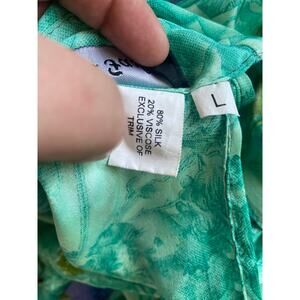 80% SILK
20% VISCOSE
EXCLUSIVE OF
TRIM
L